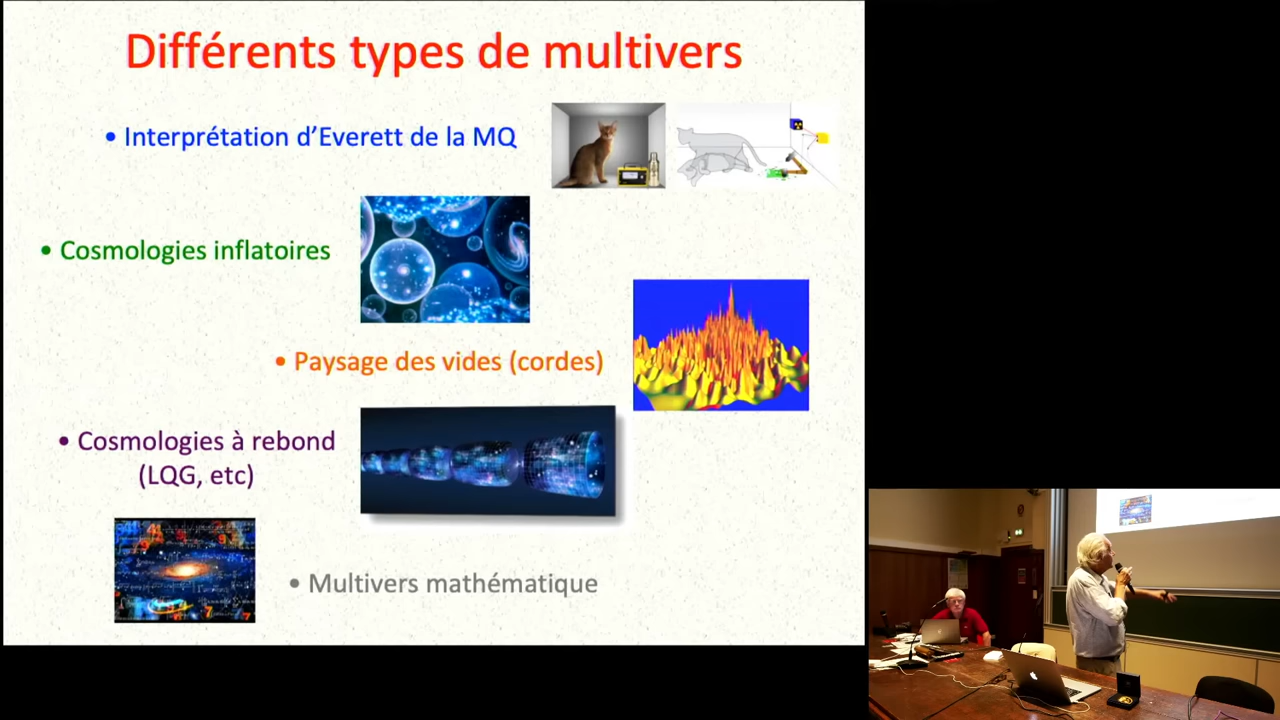 Différents types de multivers
• Interprétation d'Everett de la MQ
• Cosmologies inflatoires
• Paysage des vides (cordes)
• Cosmologies à rebond
(LQG, etc)
• Multivers mathématique